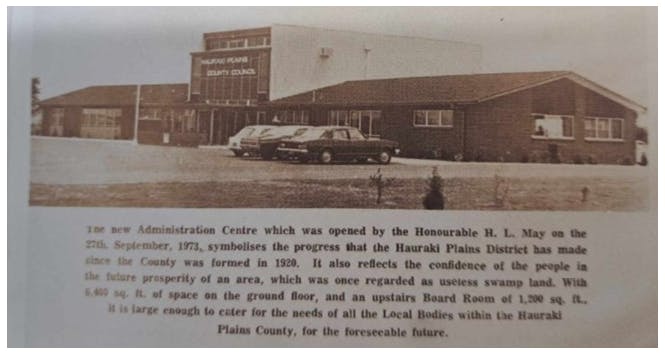 HAURAKI PLAINS
COUNTY COUNCIL
The new Administration Centre which was opened by the Honourable H. L. May on the
27th. September, 1973, symbolises the progress that the Hauraki Plains District has made
since the County was formed in 1920. It also reflects the confidence of the people in
the future prosperity of an area, which was once regarded as useless swamp land. With
6,400 sq. ft. of space on the ground floor, and an upstairs Board Room of 1,200 sq. ft.,
it is large enough to cater for the needs of all the Local Bodies within the Hauraki
Plains County, for the foreseeable future.